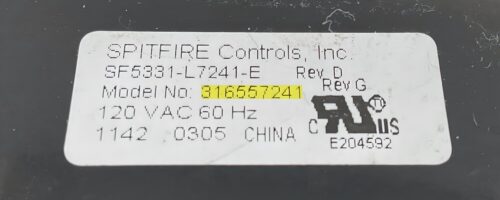 SPITFIRE Controls, Inc.
SF5331-L7241-E Rev D
Model No: 316557241 Rev G
120 VAC 60 Hz
1142 0305 CHINA C RU US
E204592